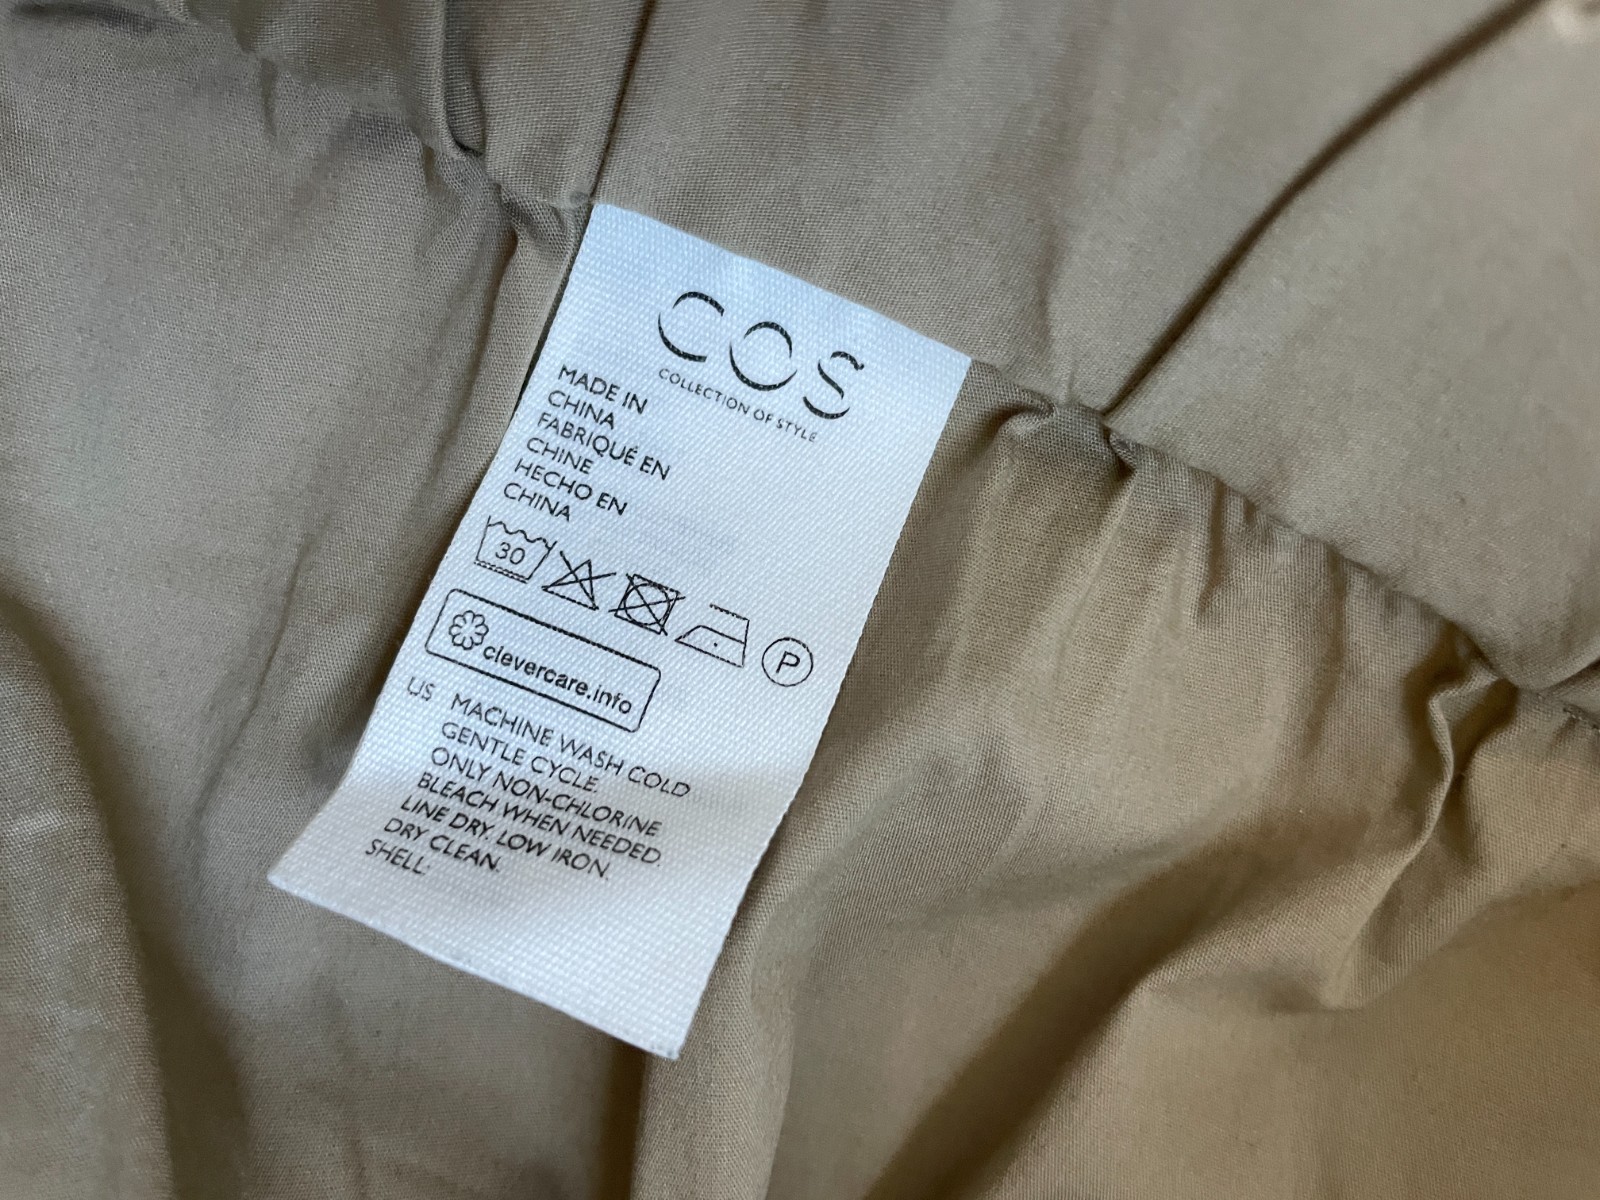 COS
COLLECTION OF STYLE
MADE IN
CHINA
FABRIQUÉ EN
CHINE
HECHO EN
CHINA
30
P
clevercare.info
US MACHINE WASH COLD
GENTLE CYCLE.
ONLY NON-CHLORINE
BLEACH WHEN NEEDED.
LINE DRY. LOW IRON.
DRY CLEAN.
SHELL: